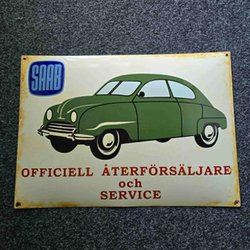 SAAB
OFFICIELL ÅTERFÖRSÄLJARE
och
SERVICE